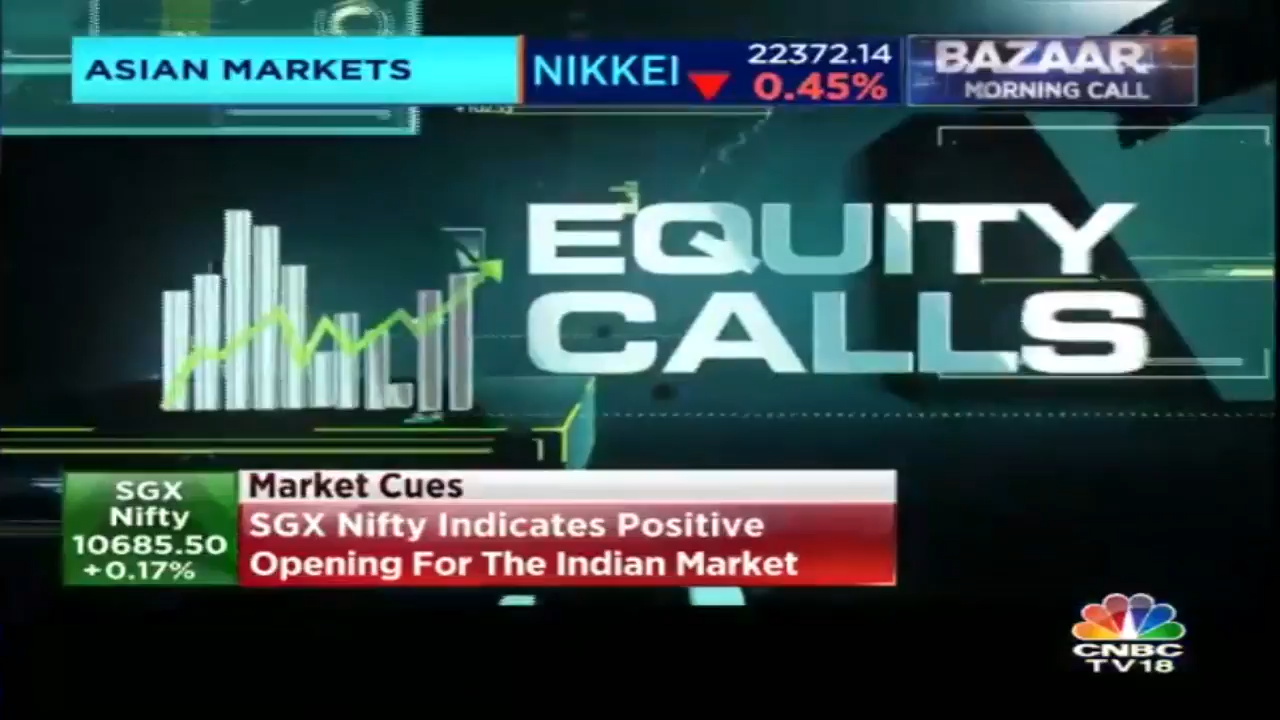 ASIAN MARKETS
NIKKEI
22372.14
0.45%
BAZAAR
MORNING CALL
EQUITY
CALLS
1
SGX
Nifty
10685.50
+0.17%
Market Cues
SGX Nifty Indicates Positive
Opening For The Indian Market
CNBC
TV18